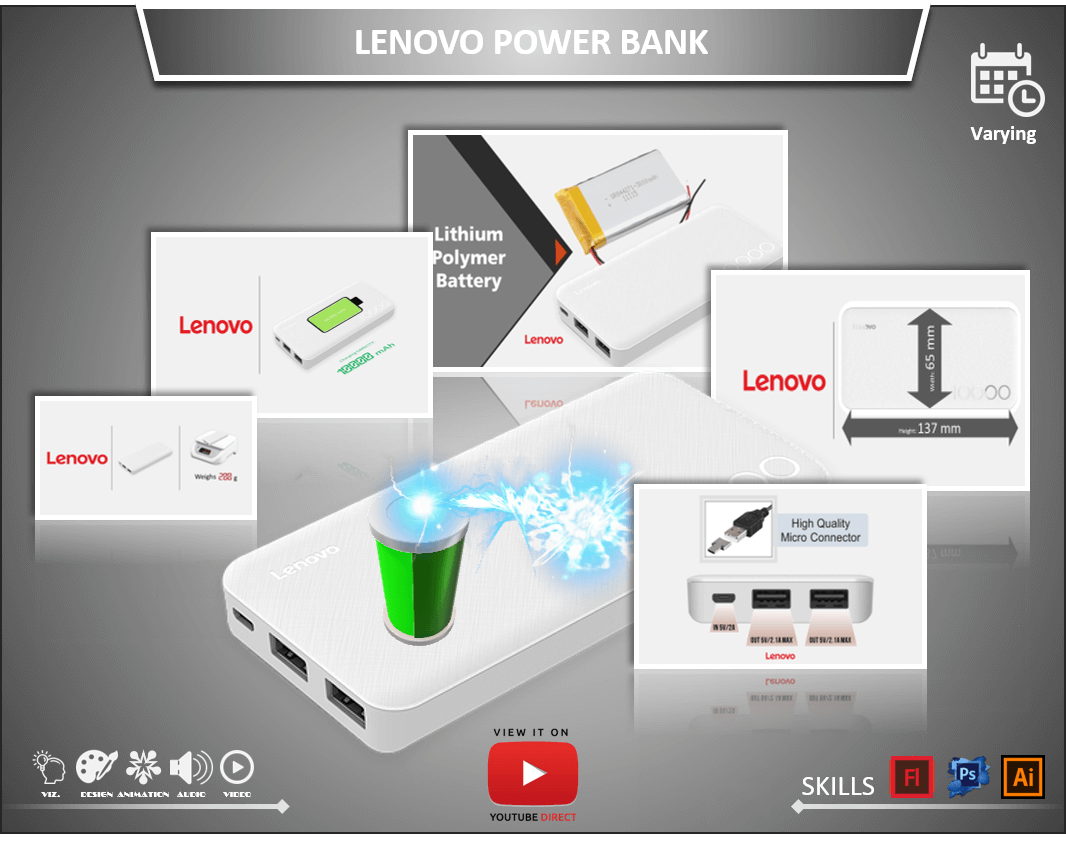 LENOVO POWER BANK
Varying
Lithium
Polymer
Battery
Lenovo
Lenovo
10000 mAh
Lenovo
Width: 65 mm
Height: 137 mm
10000
Lenovo
Weighs 200 g
High Quality
Micro Connector
IN 5V/2A
OUT 5V/2.1A MAX
OUT 5V/2.1A MAX
Lenovo
Lenovo
VIEW IT ON
YOUTUBE DIRECT
VIZ.
DESIGN
ANIMATION
AUDIO
VIDEO
SKILLS
Fl
Ps
Ai